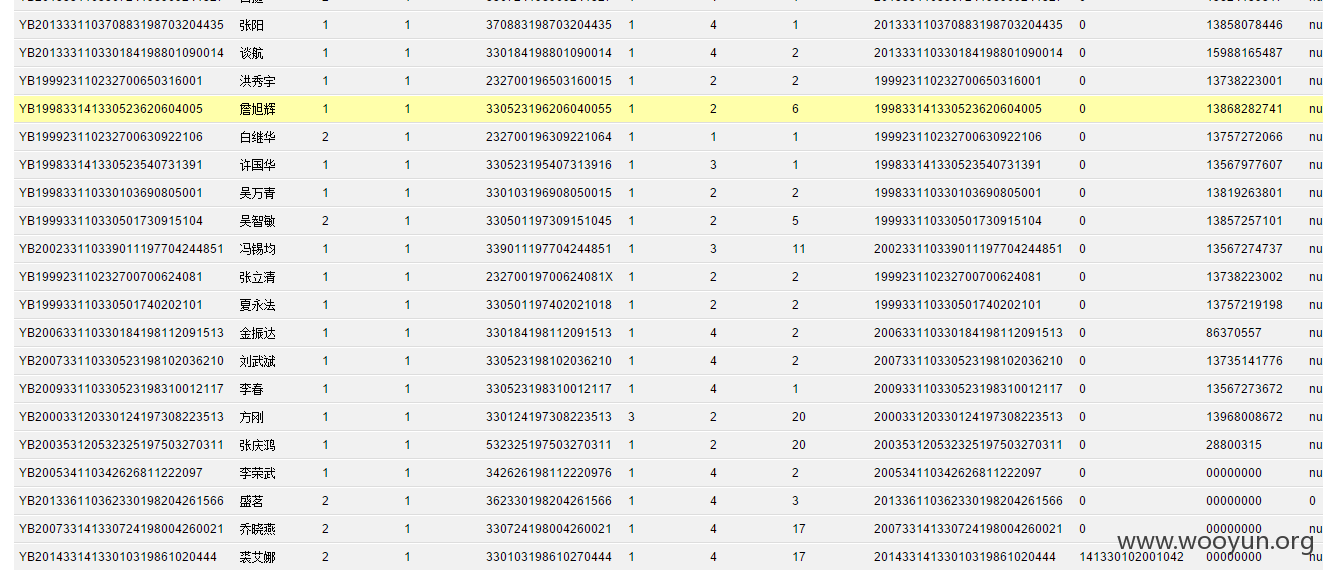 YB2013331103708831987032​04435 张阳 1 1 370883198703204435 1 4 1 201333110370883198703204435 0 13858078446 nu
YB201333110330184198801090014 谈航 1 1 330184198801090014 1 4 2 201333110330184198801090014 0 15988165487 nu
YB199923110232700650316001 洪秀宇 1 1 232700196503160015 1 2 2 199923110232700650316001 0 13738223001 nu
YB199833141330523620604005 詹旭辉 1 1 330523196206040055 1 2 6 199833141330523620604005 0 13868282741 nu
YB199923110232700630922106 白继华 2 1 232700196309221064 1 1 1 199923110232700630922106 0 13757272066 nu
YB199833141330523540731391 许国华 1 1 330523195407313916 1 3 1 199833141330523540731391 0 13567977607 nu
YB199833110330103690805001 吴万青 1 1 330103196908050015 1 2 2 199833110330103690805001 0 13819263801 nu
YB199933110330501730915104 吴智敏 2 1 330501197309151045 1 2 5 199933110330501730915104 0 13857257101 nu
YB200233110339011197704244851 冯锡均 1 1 339011197704244851 1 3 11 200233110339011197704244851 0 13567274737 nu
YB199923110232700700624081 张立清 1 1 23270019700624081X 1 2 2 199923110232700700624081 0 13738223002 nu
YB199933110330501740202101 夏永法 1 1 330501197402021018 1 2 2 199933110330501740202101 0 13757219198 nu
YB200633110330184198112091513 金振达 1 1 330184198112091513 1 4 2 200633110330184198112091513 0 86370557 nu
YB200733110330523198102036210 刘武斌 1 1 330523198102036210 1 4 2 200733110330523198102036210 0 13735141776 nu
YB200933110330523198310012117 李春 1 1 330523198310012117 1 4 1 200933110330523198310012117 0 13567273672 nu
YB200033120330124197308223513 方刚 1 1 330124197308223513 3 2 20 200033120330124197308223513 0 13968008672 nu
YB200353120532325197503270311 张庆鸿 1 1 532325197503270311 1 2 20 200353120532325197503270311 0 28800315 nu
YB200534110342626811222097 李荣武 1 1 342626198112220976 1 4 2 200534110342626811222097 0 00000000 nu
YB201336110362330198204261566 盛茗 2 1 362330198204261566 1 4 3 201336110362330198204261566 0 00000000 0
YB200733141330724198004260021 乔晓燕 2 1 330724198004260021 1 4 17 200733141330724198004260021 0 00000000 nu
YB20143314133010319861020444 裘艾娜 2 1 330103198610270444 1 4 17 20143314133010319861020444 141330102001042 00000000 nu
www.wooyun.org